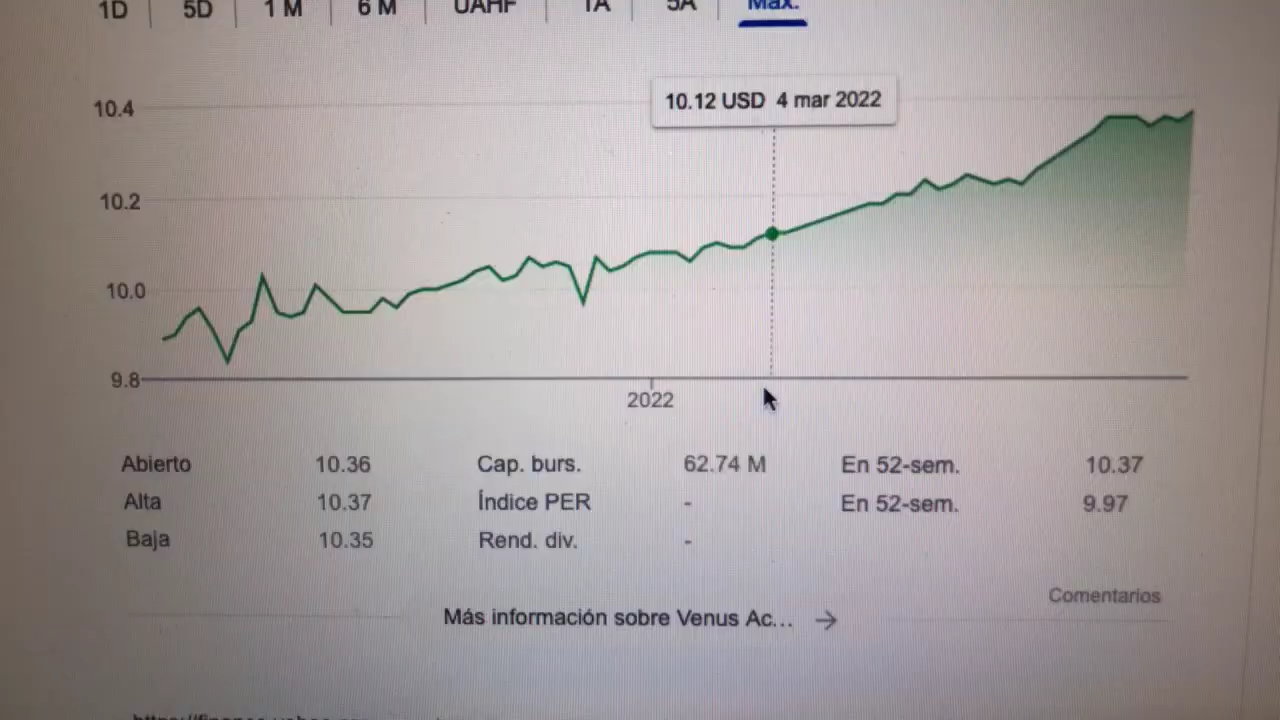 1D 5D 1 M 6 M UAHF 1A 5A Máx.
10.12 USD 4 mar 2022
10.4
10.2
10.0
9.8
2022
Abierto 10.36 Cap. burs. 62.74 M En 52-sem. 10.37
Alta 10.37 Índice PER - En 52-sem. 9.97
Baja 10.35 Rend. div. -
Comentarios
Más información sobre Venus Ac... →